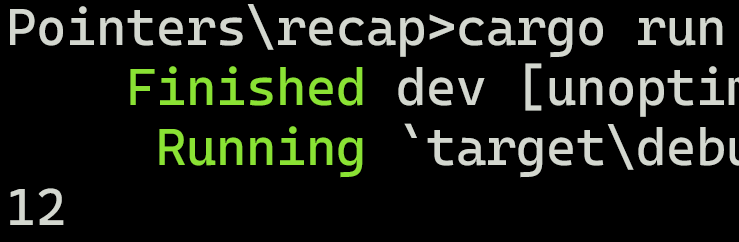 Pointers\recap>cargo run
Finished dev [unoptim
Running `target\debu
12